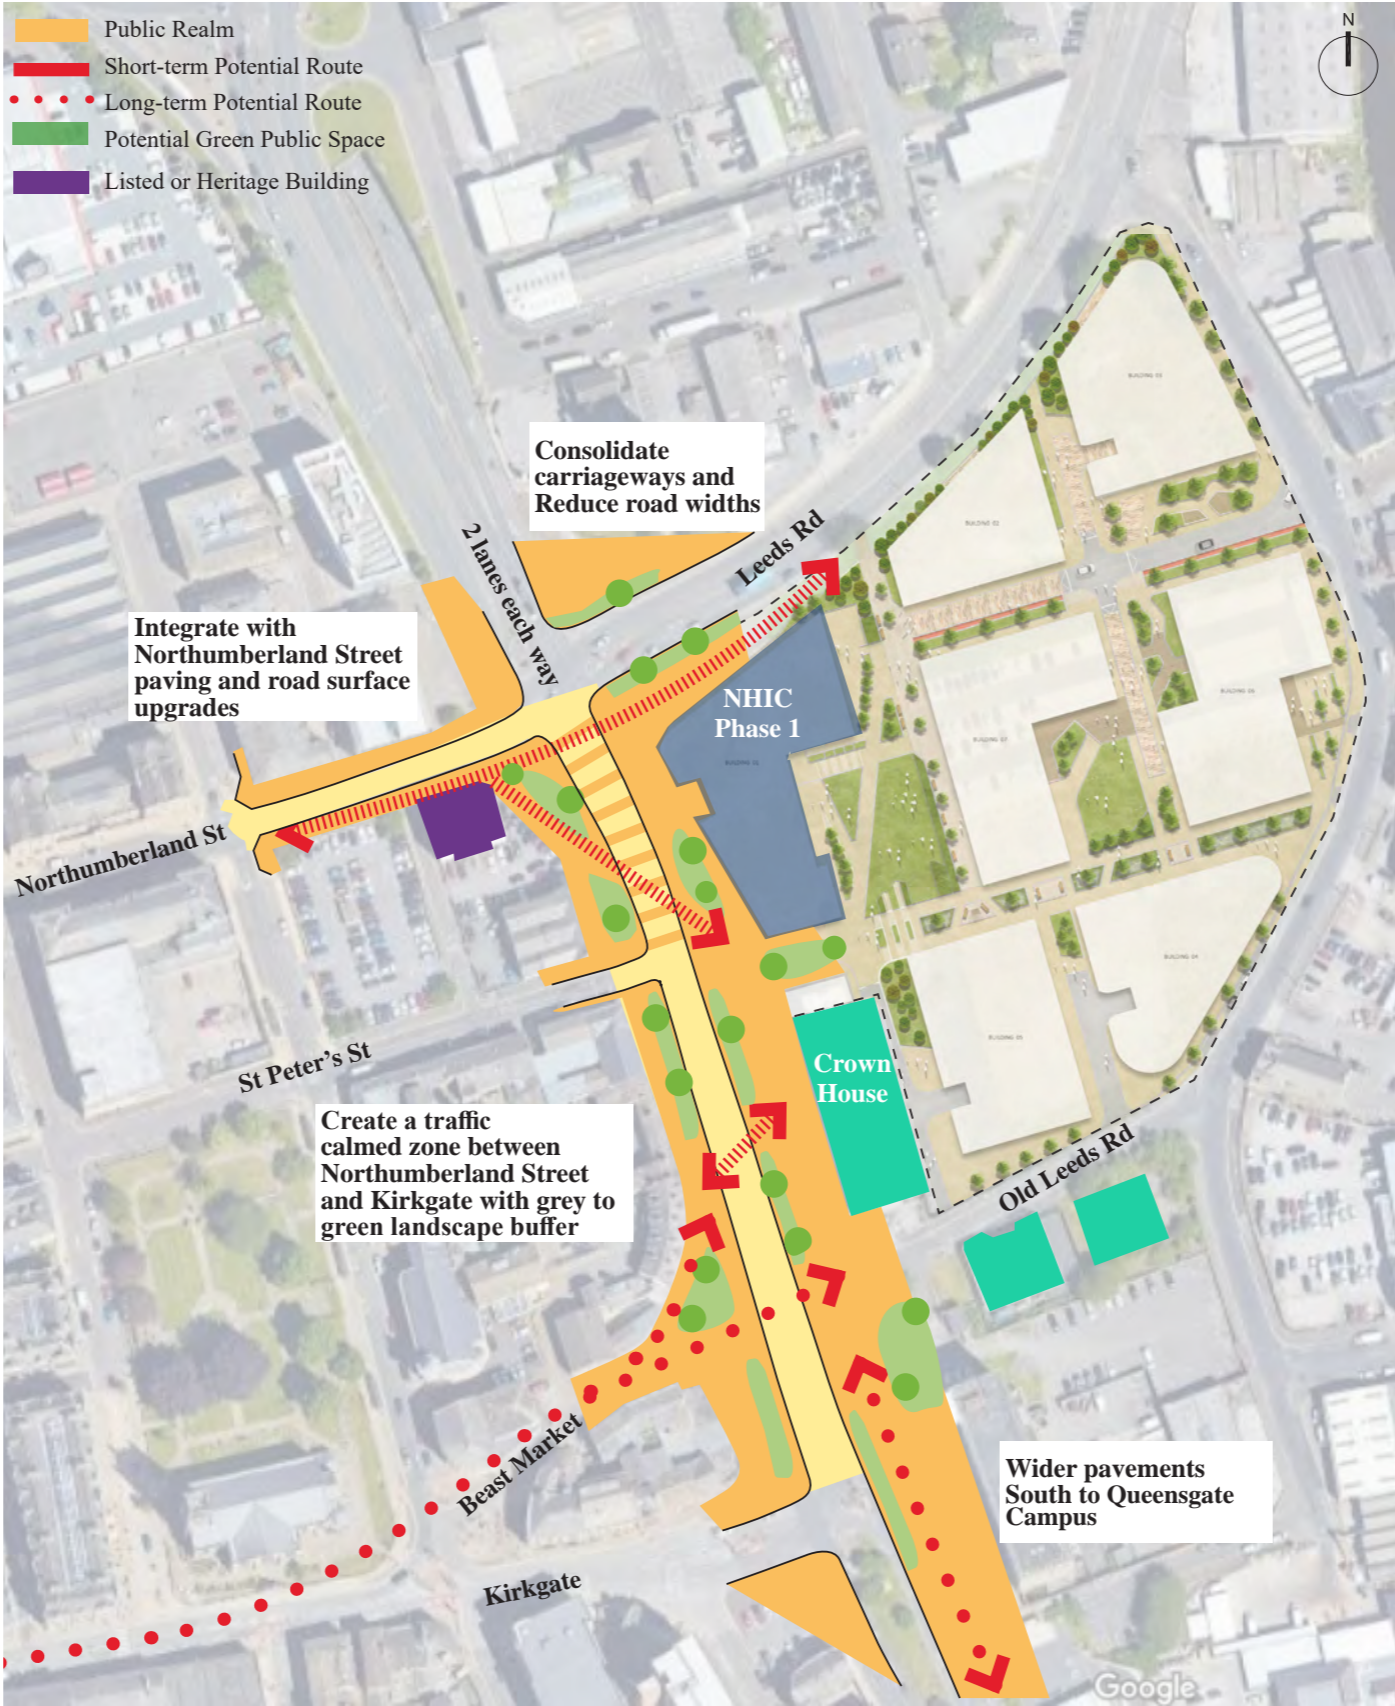 Public Realm
Short-term Potential Route
Long-term Potential Route
Potential Green Public Space
Listed or Heritage Building
N
Consolidate
carriageways and
Reduce road widths
2 lanes each way
Leeds Rd
Integrate with
Northumberland Street
paving and road surface
upgrades
NHIC
Phase 1
Northumberland St
St Peter's St
Crown
House
Create a traffic
calmed zone between
Northumberland Street
and Kirkgate with grey to
green landscape buffer
Old Leeds Rd
Beast Market
Wider pavements
South to Queensgate
Campus
Kirkgate
Google